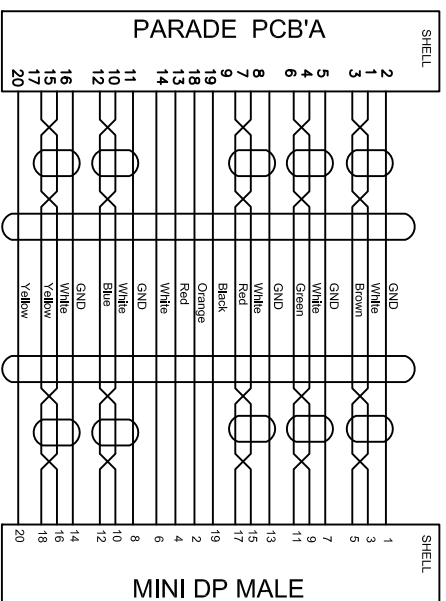 PARADE PCB'A
SHELL
20 17 15 16 12 10 11 14 13 18 19 9 7 8 6 4 5 3 1 2
Yellow
Yellow
White
GND
Blue
White
GND
White
Red
Orange
Black
Red
White
GND
Green
White
GND
Brown
White
GND
20 18 16 14 12 10 8 6 4 2 19 17 15 13 11 9 7 5 3 1
SHELL
MINI DP MALE